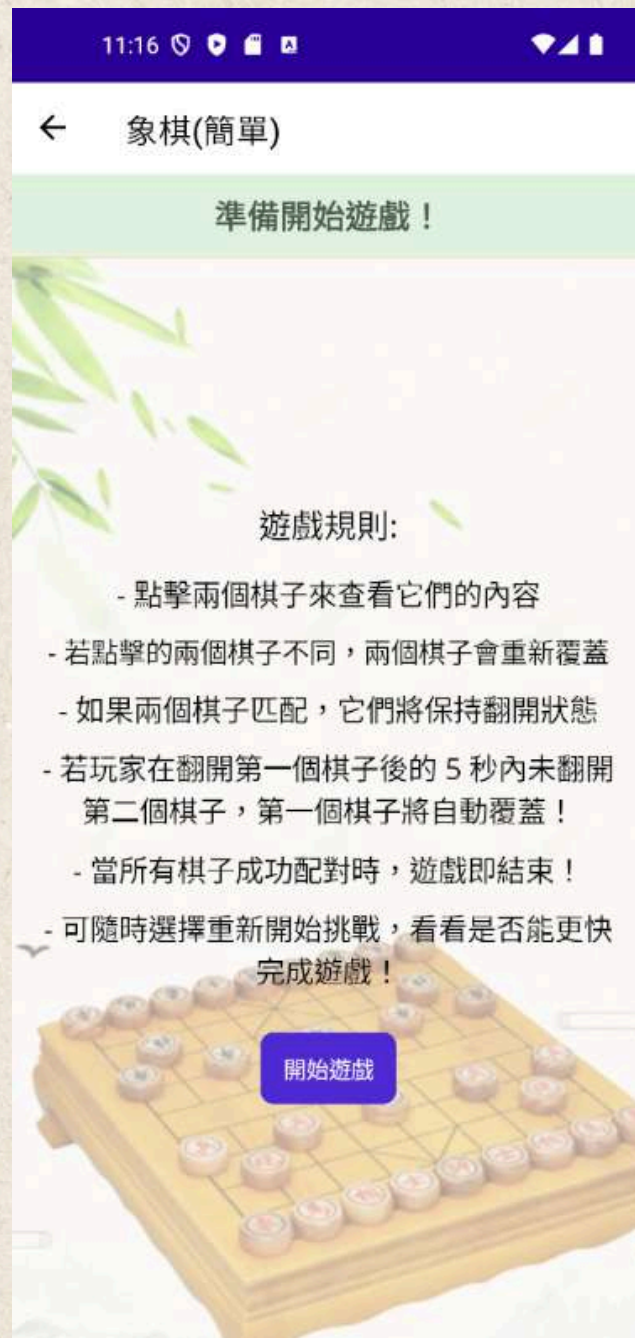 11:16
象棋(簡單)
準備開始遊戲！
遊戲規則:
- 點擊兩個棋子來查看它們的內容
- 若點擊的兩個棋子不同，兩個棋子會重新覆蓋
- 如果兩個棋子匹配，它們將保持翻開狀態
- 若玩家在翻開第一個棋子後的 5 秒內未翻開
第二個棋子，第一個棋子將自動覆蓋！
- 當所有棋子成功配對時，遊戲即結束！
- 可隨時選擇重新開始挑戰，看看是否能更快
完成遊戲！
開始遊戲